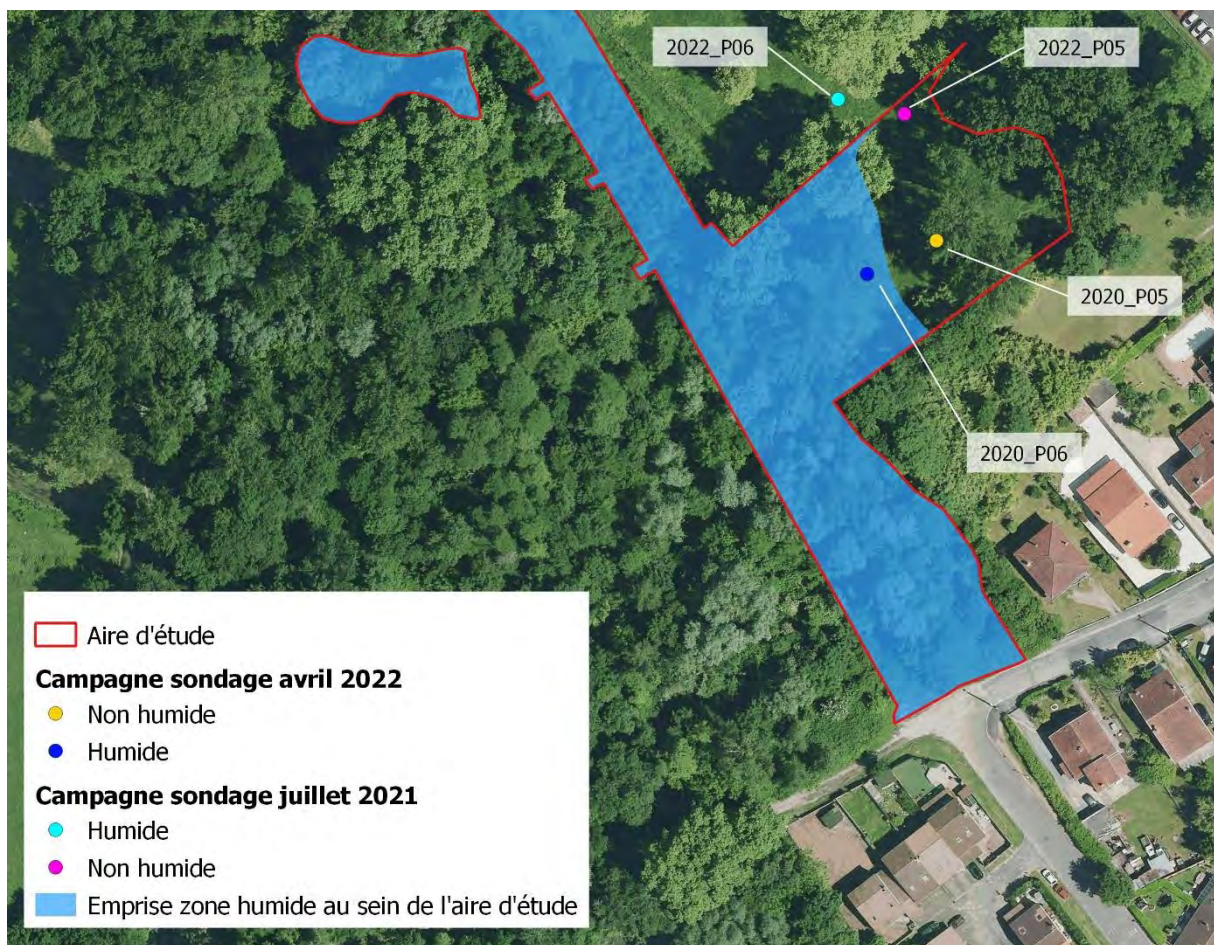 2022_P06
2022_P05
2020_P05
2020_P06
Aire d'étude
Campagne sondage avril 2022
Non humide
Humide
Campagne sondage juillet 2021
Humide
Non humide
Emprise zone humide au sein de l'aire d'étude